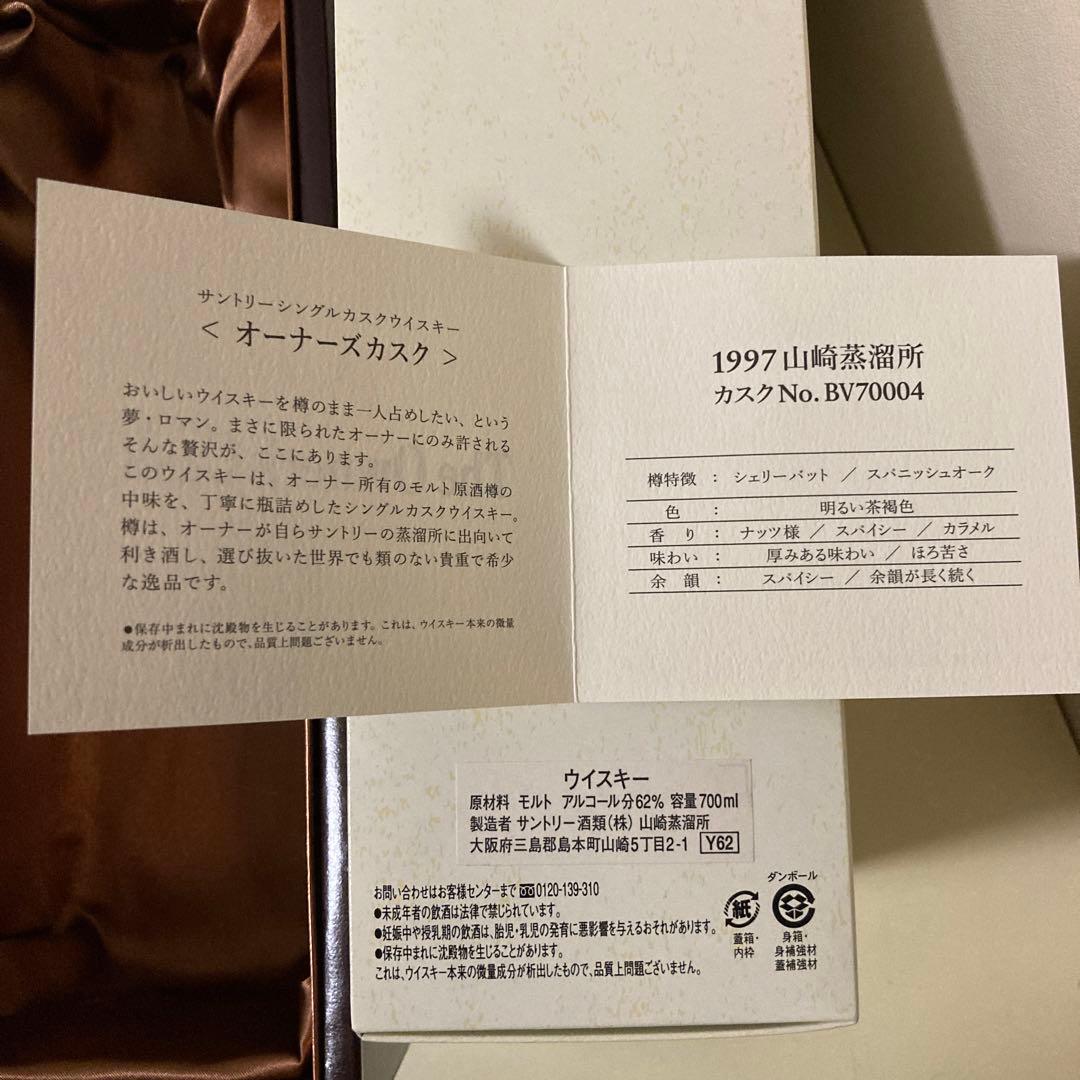 サントリーシングルカスクウイスキー
< オーナーズカスク >
おいしいウイスキーを樽のまま一人占めしたい、という
夢・ロマン。まさに限られたオーナーにのみ許される
そんな贅沢が、ここにあります。
このウイスキーは、オーナー所有のモルト原酒樽の
中味を、丁寧に瓶詰めしたシングルカスクウイスキー。
樽は、オーナーが自らサントリーの蒸溜所に出向いて
利き酒し、選び抜いた世界でも類のない貴重で希少
な逸品です。
●保存中まれに沈殿物を生じることがあります。これは、ウイスキー本来の微量
成分が析出したもので、品質上問題ございません。
1997 山崎蒸溜所
カスク No. BV70004
樽特徴 : シェリーバット / スパニッシュオーク
色 : 明るい茶褐色
香り : ナッツ様 / スパイシー / カラメル
味わい : 厚みある味わい / ほろ苦さ
余韻 : スパイシー / 余韻が長く続く
ウイスキー
原材料 モルト アルコール分62% 容量700ml
製造者 サントリー酒類(株) 山崎蒸溜所
大阪府三島郡島本町山崎5丁目2-1 Y62
お問い合わせはお客様センターまで 0120-139-310
●未成年者の飲酒は法律で禁じられています。
●妊娠中や授乳期の飲酒は、胎児・乳児の発育に悪影響を与えるおそれがあります。
●保存中まれに沈殿物を生じることがあります。
これは、ウイスキー本来の微量成分が析出したもので、品質上問題ございません。
紙
蓋箱・
内枠
ダンボール
身箱・
身補強材
蓋補強材